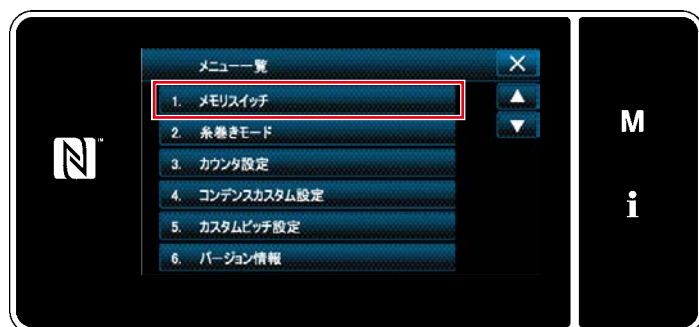 メニュー一覧
1. メモリスイッチ
2. 糸巻きモード
3. カウンタ設定
4. コンデンスカスタム設定
5. カスタムピッチ設定
6. バージョン情報
M
i